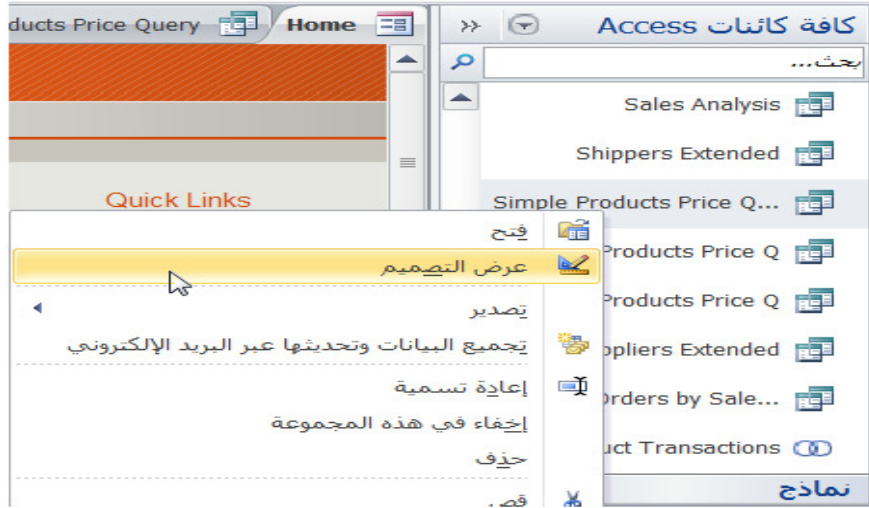 كافة كائنات Access
بحث...
Sales Analysis
Shippers Extended
Simple Products Price Q...
Products Price Q
Products Price Q
ppliers Extended
Orders by Sale...
uct Transactions
نماذج
Home
ducts Price Query
Quick Links
فتح
عرض التصميم
تصدير
تجميع البيانات وتحديثها عبر البريد الإلكتروني
إعادة تسمية
إخفاء في هذه المجموعة
حذف
قص